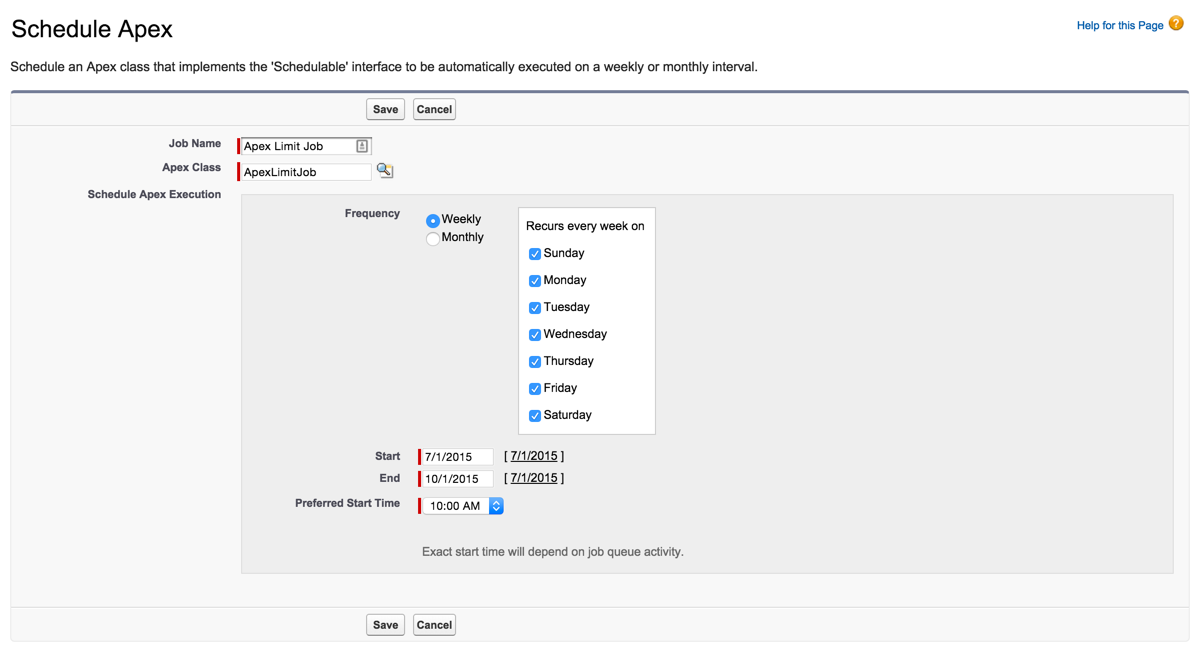 Schedule Apex
Help for this Page ?
Schedule an Apex class that implements the 'Schedulable' interface to be automatically executed on a weekly or monthly interval.
Save Cancel
Job Name Apex Limit Job
Apex Class ApexLimitJob
Schedule Apex Execution
Frequency Weekly
Monthly
Recurs every week on
Sunday
Monday
Tuesday
Wednesday
Thursday
Friday
Saturday
Start 7/1/2015 [ 7/1/2015 ]
End 10/1/2015 [ 7/1/2015 ]
Preferred Start Time 10:00 AM
Exact start time will depend on job queue activity.
Save Cancel